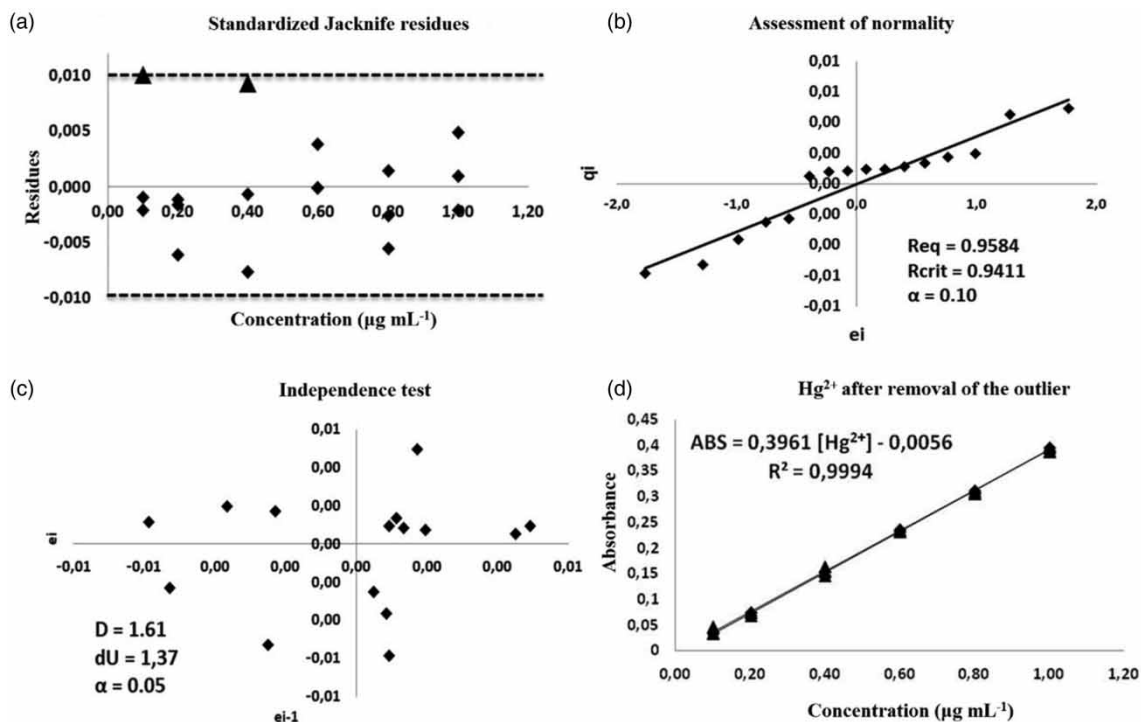 (a)
Standardized Jacknife residues
0,010
0,005
0,000
0,00 0,20 0,40 0,60 0,80 1,00 1,20
-0,005
-0,010
Residues
Concentration (µg mL⁻¹)
(b)
Assessment of normality
0,01
0,01
0,00
0,00
0,00
-2,0 -1,0 0,0 1,0 2,0
0,00
0,00
-0,01
-0,01
qi
Req = 0.9584
Rcrit = 0.9411
α = 0.10
ei
(c)
Independence test
0,01
0,00
0,00
0,00
-0,01 -0,01 0,00 0,00 0,00 0,00 0,01 0,01
0,00
0,00
-0,01
-0,01
ei
D = 1.61
dU = 1,37
α = 0.05
ei-1
(d)
Hg²⁺ after removal of the outlier
0,45
0,4
0,35
0,3
0,25
0,2
0,15
0,1
0,05
0
ABS = 0,3961 [Hg²⁺] - 0,0056
R² = 0,9994
Absorbance
0,00 0,20 0,40 0,60 0,80 1,00 1,20
Concentration (µg mL⁻¹)